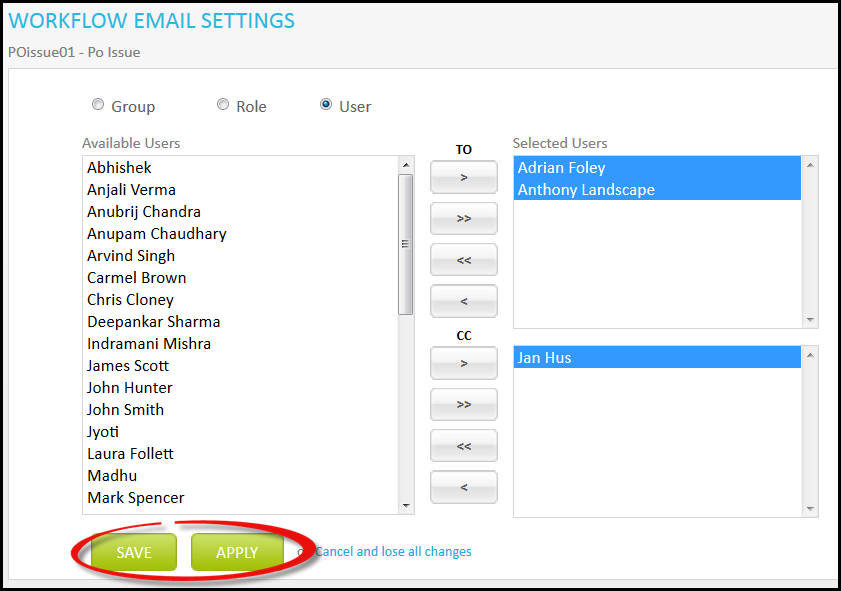 WORKFLOW EMAIL SETTINGS
POissue01 - Po Issue
Group Role User
Available Users
Abhishek
Anjali Verma
Anubrij Chandra
Anupam Chaudhary
Arvind Singh
Carmel Brown
Chris Cloney
Deepankar Sharma
Indramani Mishra
James Scott
John Hunter
John Smith
Jyoti
Laura Follett
Madhu
Mark Spencer
TO
>
>>
<<
<
CC
>
>>
<<
<
Selected Users
Adrian Foley
Anthony Landscape
Jan Hus
SAVE APPLY Cancel and lose all changes